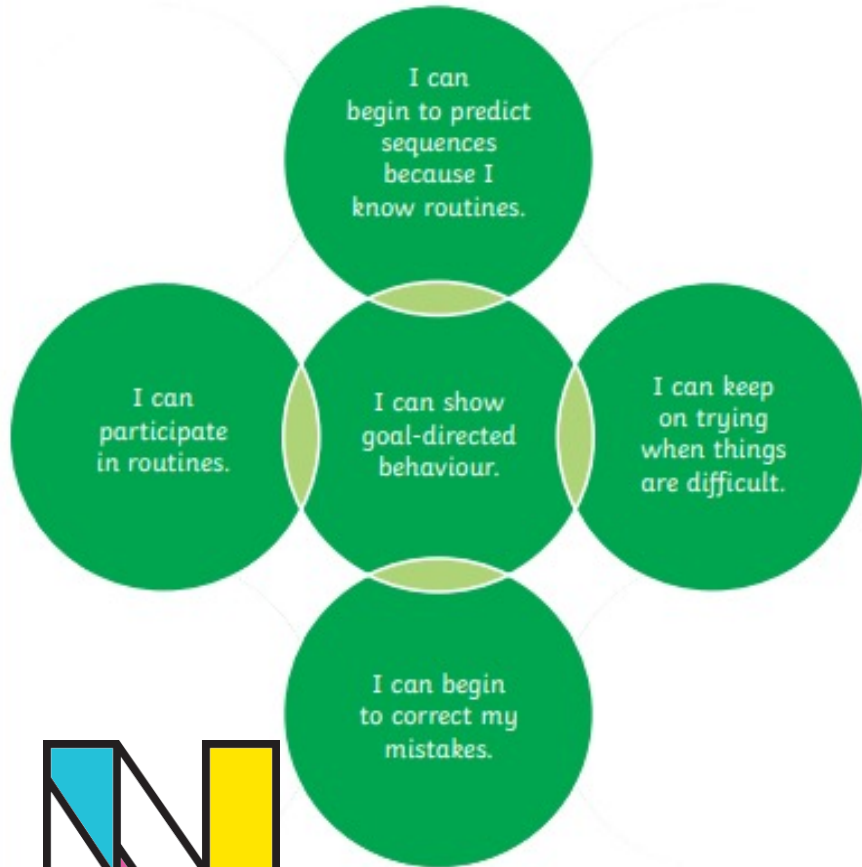 I can
begin to predict
sequences
because I
know routines.
I can
participate
in routines.
I can show
goal-directed
behaviour.
I can keep
on trying
when things
are difficult.
I can begin
to correct my
mistakes.